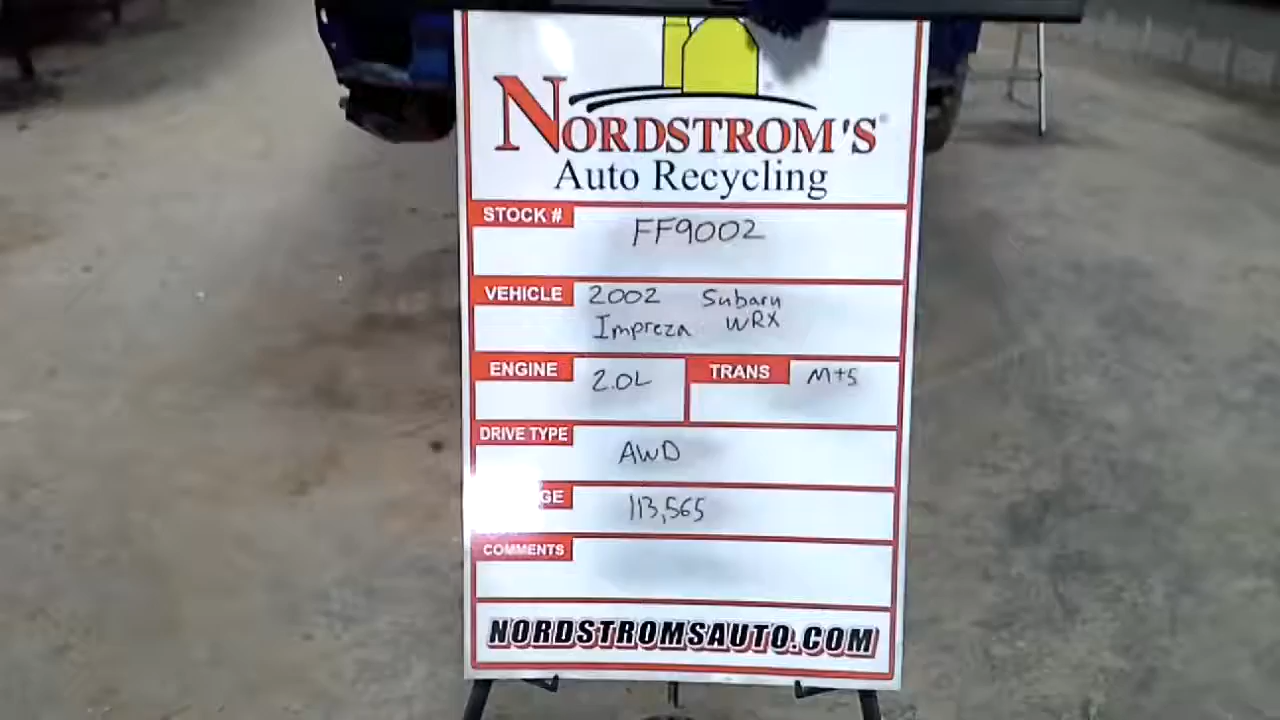 NORDSTROM'S®
Auto Recycling
STOCK #
FF9002
VEHICLE
2002 Subaru
Impreza WRX
ENGINE
2.0L
TRANS
M+5
DRIVE TYPE
AWD
GE
113,565
COMMENTS
NORDSTROMSAUTO.COM